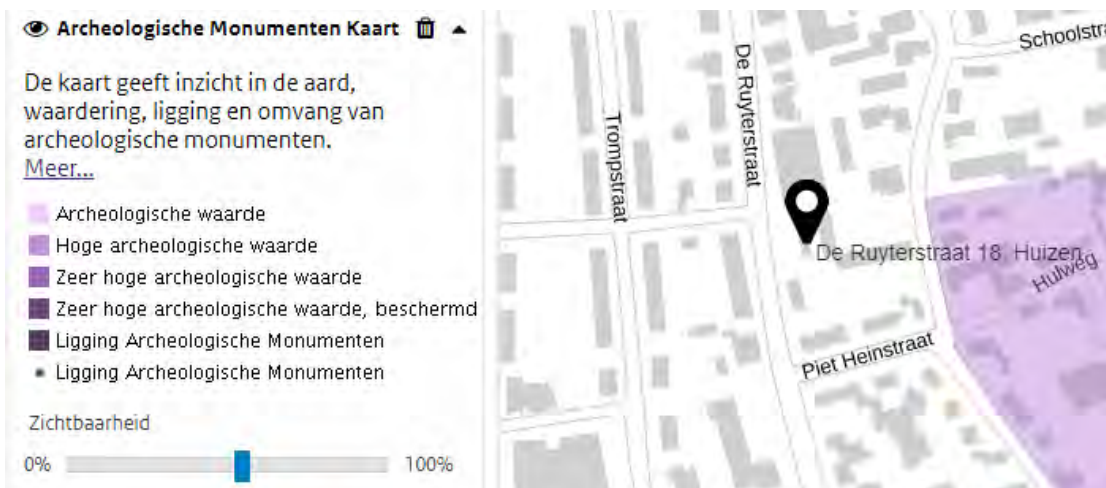 Archeologische Monumenten Kaart
De kaart geeft inzicht in de aard,
waardering, ligging en omvang van
archeologische monumenten.
Meer...
Archeologische waarde
Hoge archeologische waarde
Zeer hoge archeologische waarde
Zeer hoge archeologische waarde, beschermd
Ligging Archeologische Monumenten
Ligging Archeologische Monumenten
Zichtbaarheid
0% 100%
Schoolstra
De Ruyterstraat
Trompstraat
De Ruyterstraat 18, Huizen
Hulweg
Piet Heinstraat